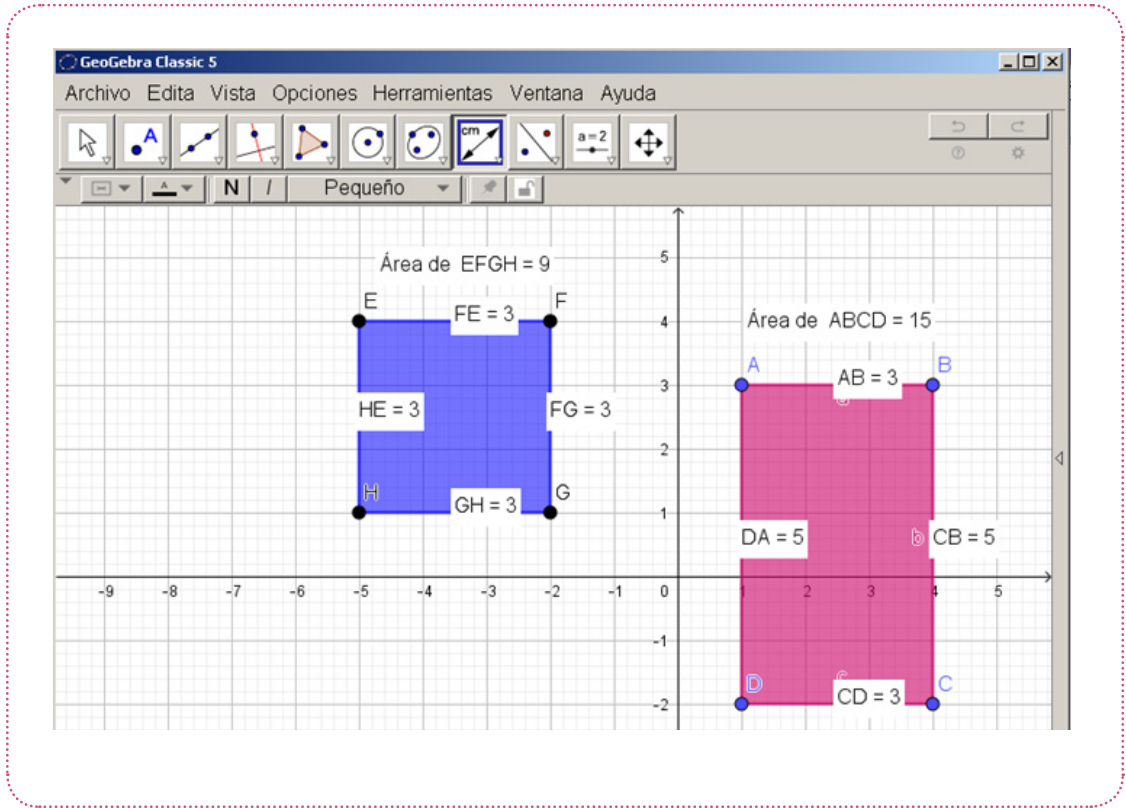 GeoGebra Classic 5
Archivo Edita Vista Opciones Herramientas Ventana Ayuda
A cm a = 2
A N I Pequeño
Área de EFGH = 9
E FE = 3 F
HE = 3 FG = 3
H GH = 3 G
Área de ABCD = 15
A AB = 3 B
a
DA = 5 b CB = 5
D c CD = 3 C
5
4
3
2
1
-9 -8 -7 -6 -5 -4 -3 -2 -1 0 1 2 3 4 5
-1
-2